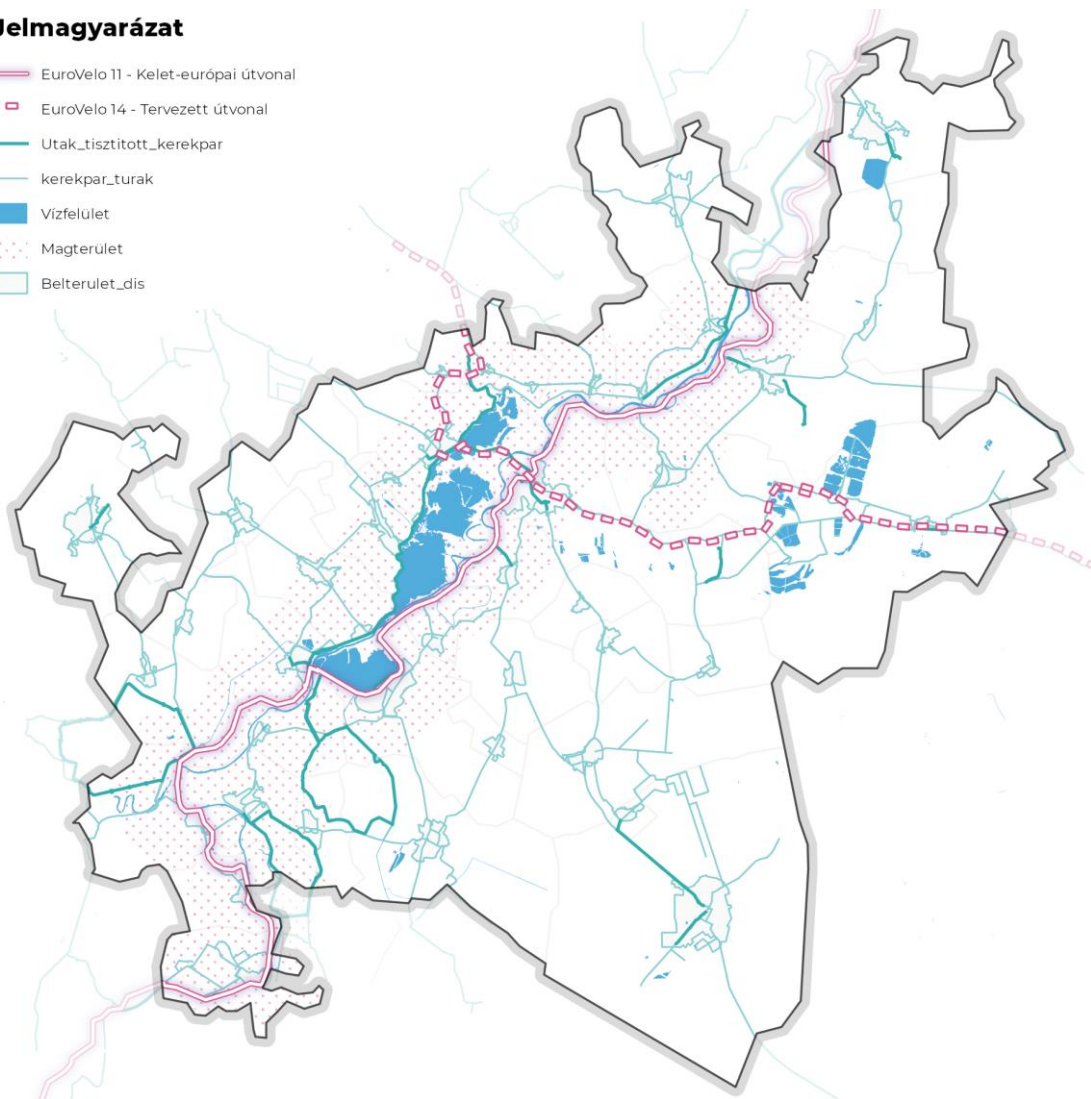 Jelmagyarázat
EuroVelo 11 - Kelet-európai útvonal
EuroVelo 14 - Tervezett útvonal
Utak_tisztitott_kerekpar
kerekpar_turak
Vízfelület
Magterület
Belterulet_dis